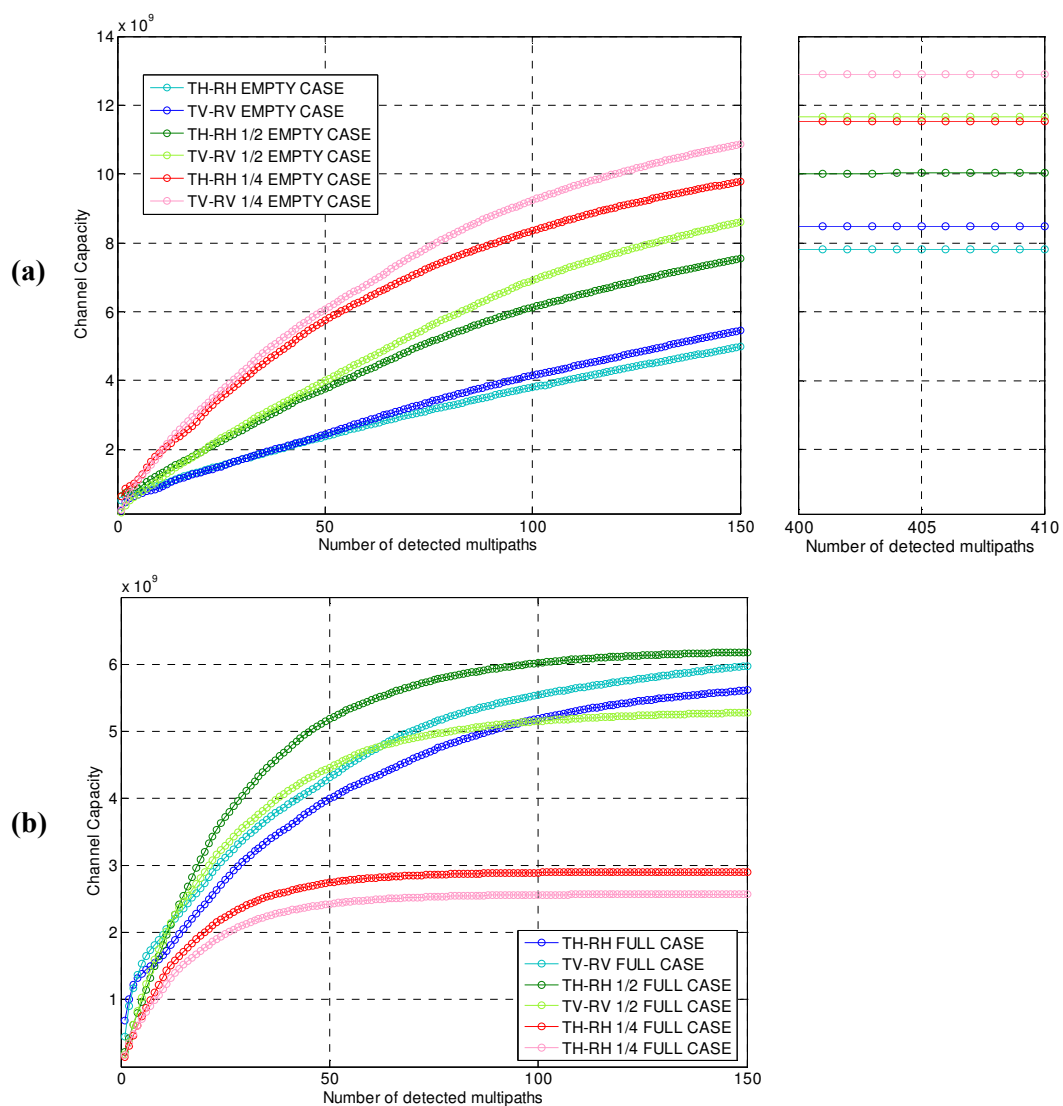 x 10⁹
14
12
10
8
6
4
2
0
50
100
150
Channel Capacity
Number of detected multipaths
TH-RH EMPTY CASE
TV-RV EMPTY CASE
TH-RH 1/2 EMPTY CASE
TV-RV 1/2 EMPTY CASE
TH-RH 1/4 EMPTY CASE
TV-RV 1/4 EMPTY CASE
400
405
410
Number of detected multipaths
(a)
x 10⁹
6
5
4
3
2
1
0
50
100
150
Channel Capacity
Number of detected multipaths
TH-RH FULL CASE
TV-RV FULL CASE
TH-RH 1/2 FULL CASE
TV-RV 1/2 FULL CASE
TH-RH 1/4 FULL CASE
TH-RH 1/4 FULL CASE
(b)